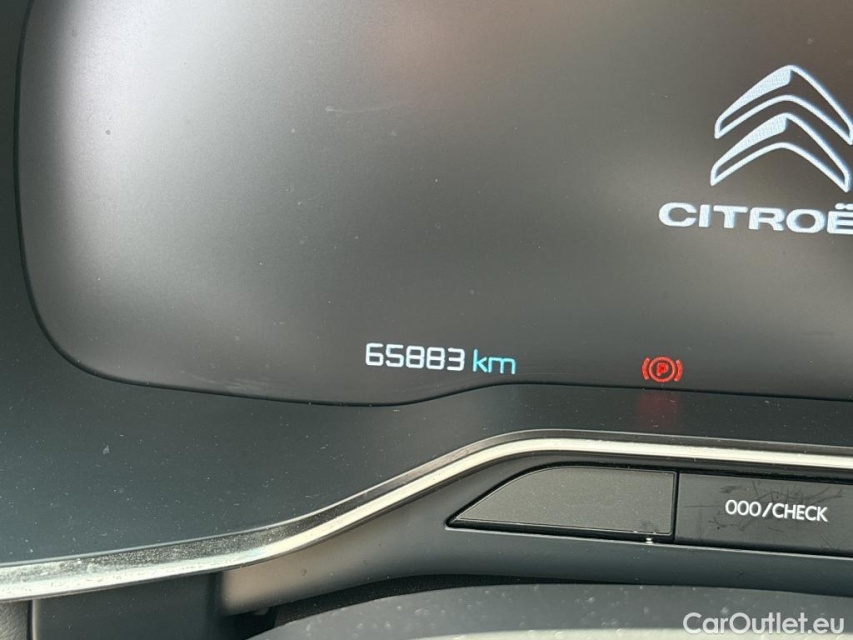 CITROË
65883 km
(P)
000/CHECK
CarOutlet.eu